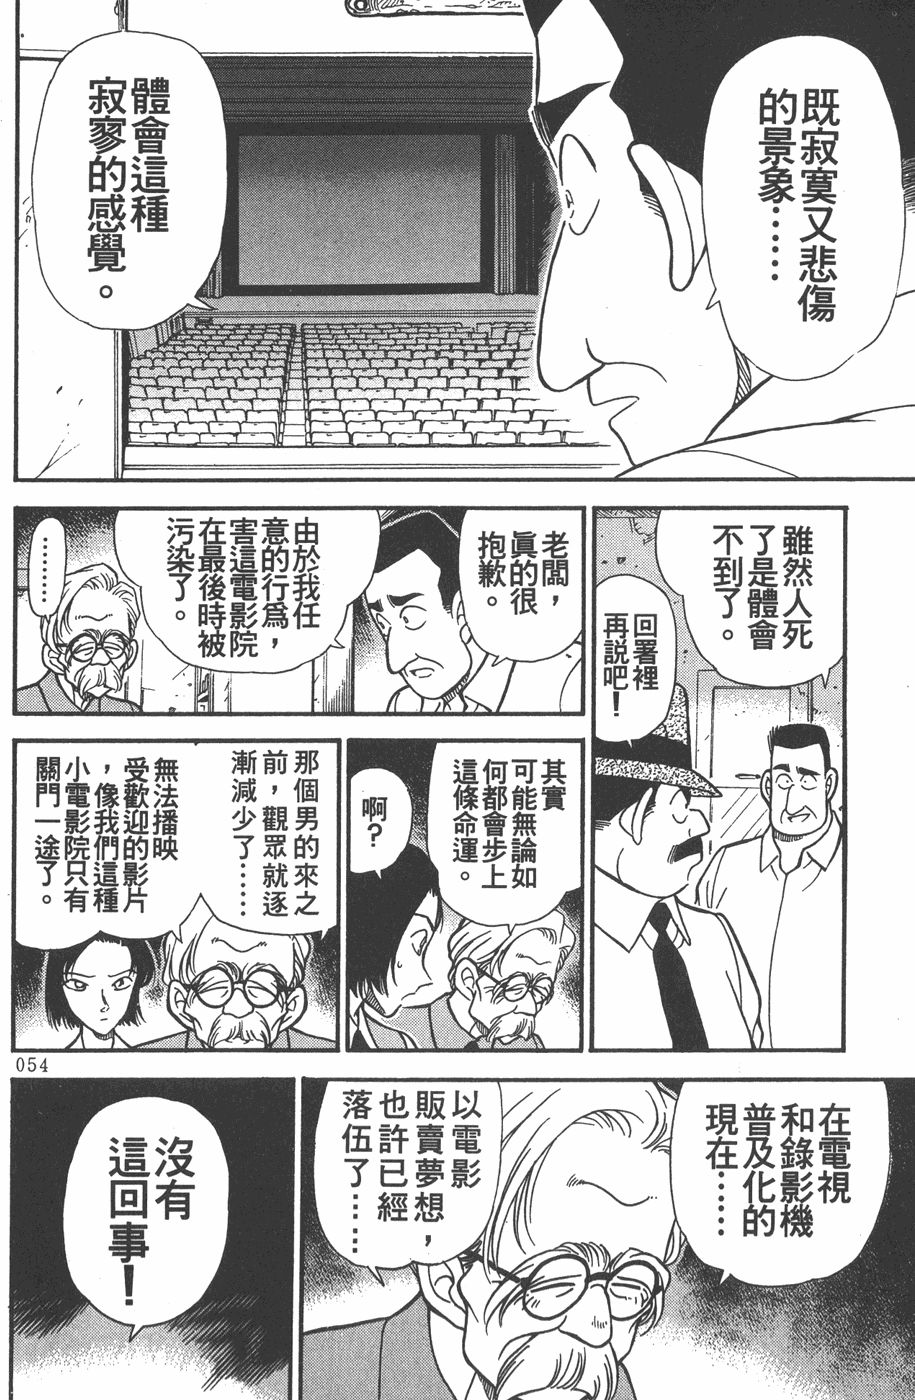 既寂寞又悲傷
的景象……
體會這種
寂寥的感覺。
雖然人死
了是體會
不到了。
回署裡
再說吧！
老闆，
真的很
抱歉。
由於我任
意的行為，
害這電影院
在最後時被
污染了。
………
其實
可能無論如
何都會步上
這條命運。
啊？
那個男的來之
前，觀眾就逐
漸減少了……
無法播映
受歡迎的影片
，像我們這種
小電影院只有
關門一途了。
054
在電視
和錄影機
普及化的
現在……
以電影
販賣夢想，
也許已經
落伍了……
沒有
這回事！